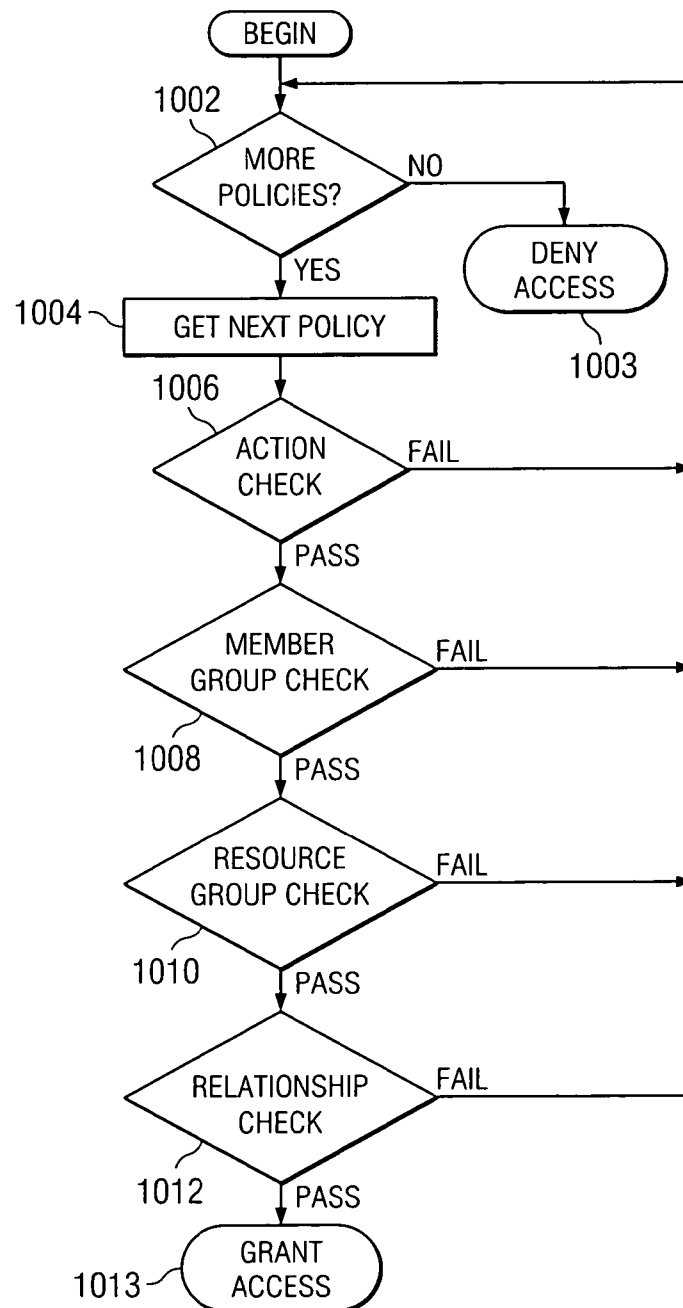 BEGIN
1002
MORE
POLICIES?
NO
DENY
ACCESS
1003
YES
1004
GET NEXT POLICY
1006
ACTION
CHECK
FAIL
PASS
MEMBER
GROUP CHECK
FAIL
1008
PASS
RESOURCE
GROUP CHECK
FAIL
1010
PASS
RELATIONSHIP
CHECK
FAIL
1012
PASS
GRANT
ACCESS
1013